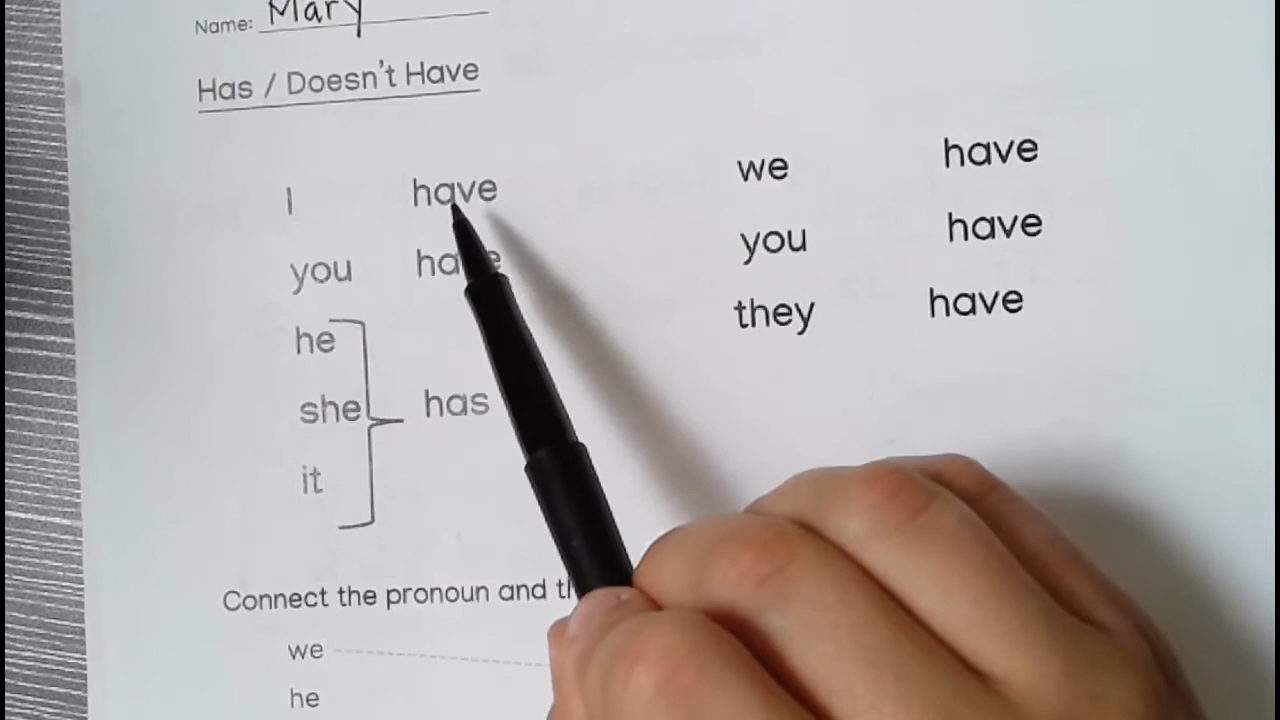 Name: Mary
Has / Doesn't Have
I have
you have
he
she has
it
we have
you have
they have
Connect the pronoun and
we
he